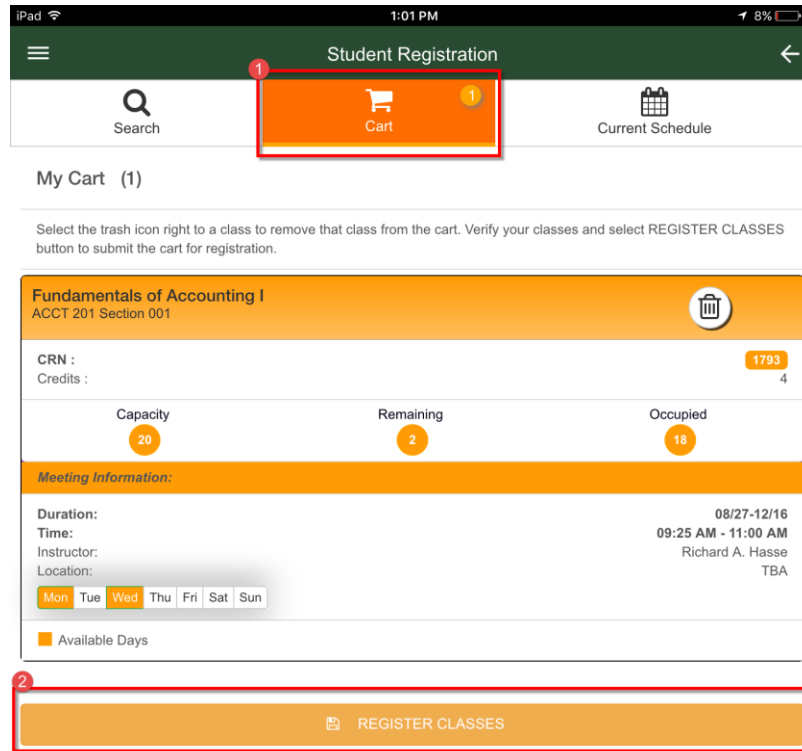 iPad 1:01 PM 8%
Student Registration
1
1
Search Cart Current Schedule
My Cart (1)
Select the trash icon right to a class to remove that class from the cart. Verify your classes and select REGISTER CLASSES
button to submit the cart for registration.
Fundamentals of Accounting I
ACCT 201 Section 001
CRN : 1793
Credits : 4
Capacity Remaining Occupied
20 2 18
Meeting Information:
Duration: 08/27-12/16
Time: 09:25 AM - 11:00 AM
Instructor: Richard A. Hasse
Location: TBA
Mon Tue Wed Thu Fri Sat Sun
Available Days
2
REGISTER CLASSES